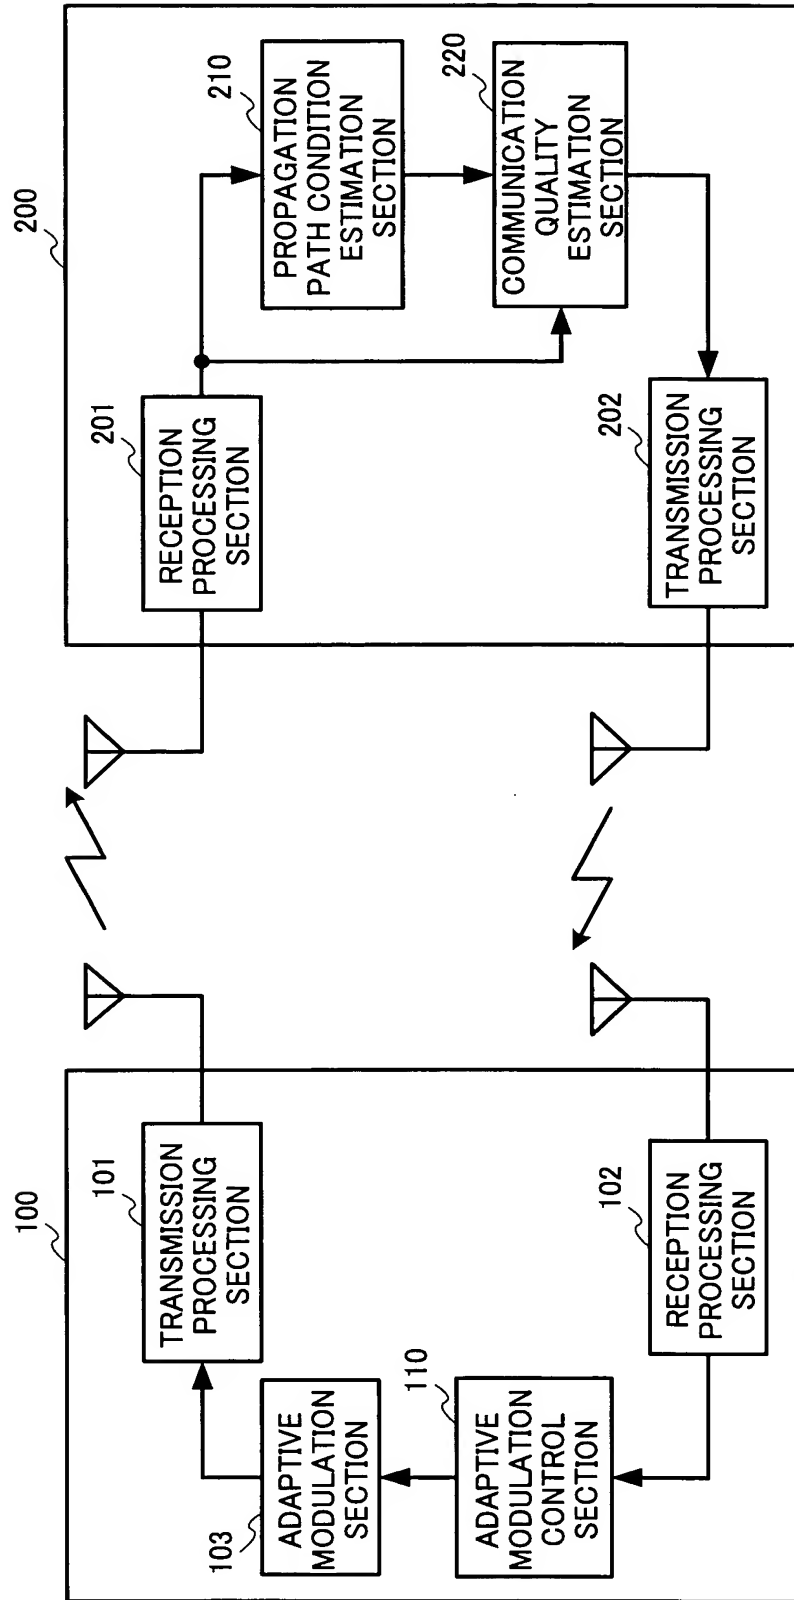 100
TRANSMISSION
PROCESSING
SECTION
101
ADAPTIVE
MODULATION
SECTION
103
ADAPTIVE
MODULATION
CONTROL
SECTION
110
RECEPTION
PROCESSING
SECTION
102
200
RECEPTION
PROCESSING
SECTION
201
PROPAGATION
PATH CONDITION
ESTIMATION
SECTION
210
COMMUNICATION
QUALITY
ESTIMATION
SECTION
220
TRANSMISSION
PROCESSING
SECTION
202